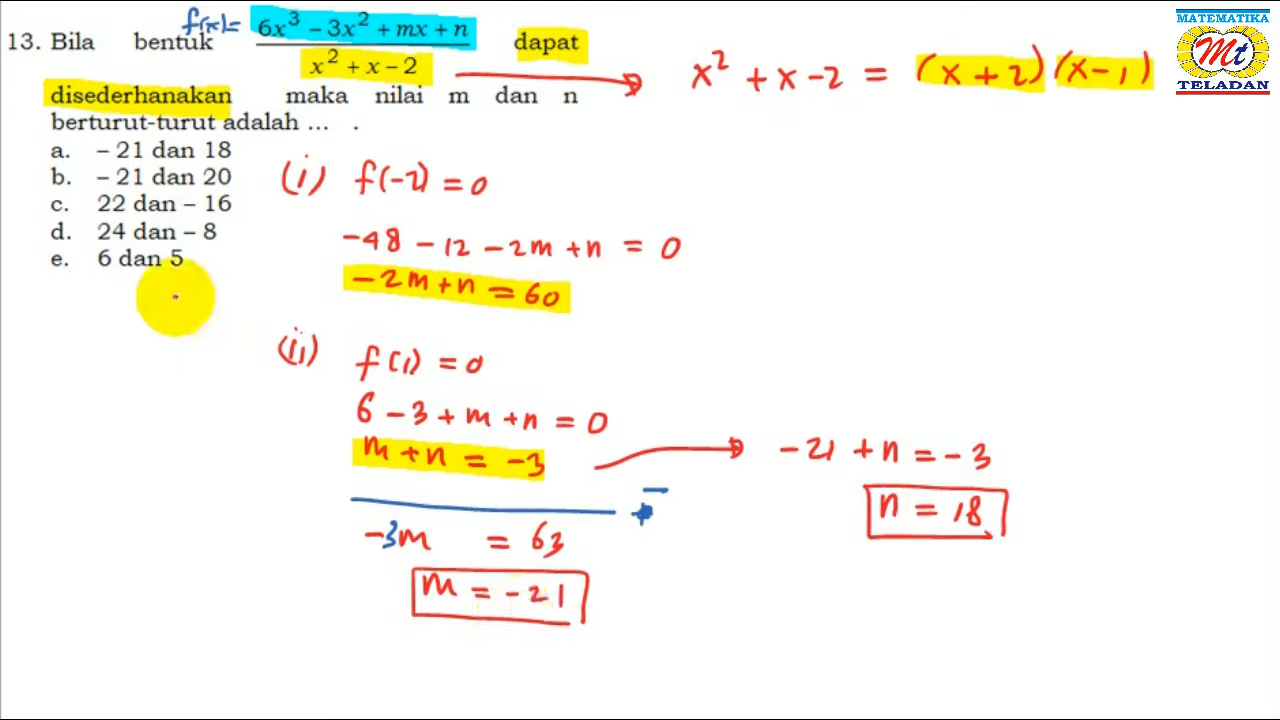 MATEMATIKA
Mt
TELADAN
f(x)=
13. Bila bentuk 6x³ – 3x² + mx + n / x² + x – 2 dapat
disederhanakan maka nilai m dan n
berturut-turut adalah ... .
a. – 21 dan 18
b. – 21 dan 20
c. 22 dan – 16
d. 24 dan – 8
e. 6 dan 5
x² + x – 2 = (x + 2) (x – 1)
(i) f(-2) = 0
-48 – 12 – 2m + n = 0
-2m + n = 60
(ii) f(1) = 0
6 – 3 + m + n = 0
m + n = -3
-3m = 63
m = -21
-21 + n = -3
n = 18